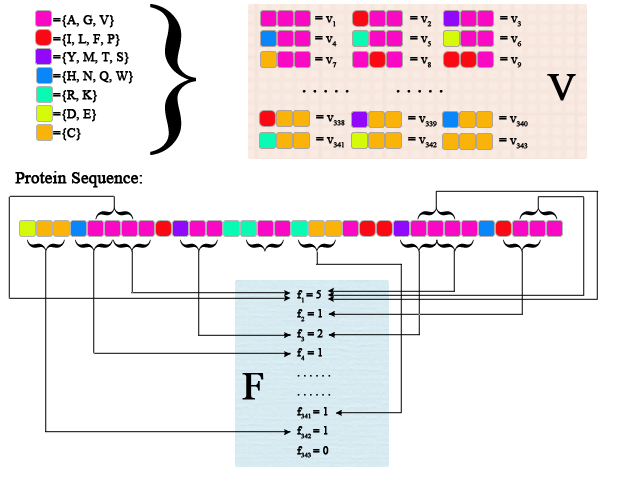 ={A, G, V}
={I, L, F, P}
={Y, M, T, S}
={H, N, Q, W}
={R, K}
={D, E}
={C}
= v1 = v2 = v3
= v4 = v5 = v6
= v7 = v8 = v9
. . . . . . . . . .
= v338 = v339 = v340
= v341 = v342 = v343
V
Protein Sequence:
f1 = 5
f2 = 1
f3 = 2
f4 = 1
......
......
f341 = 1
f342 = 1
f343 = 0
F